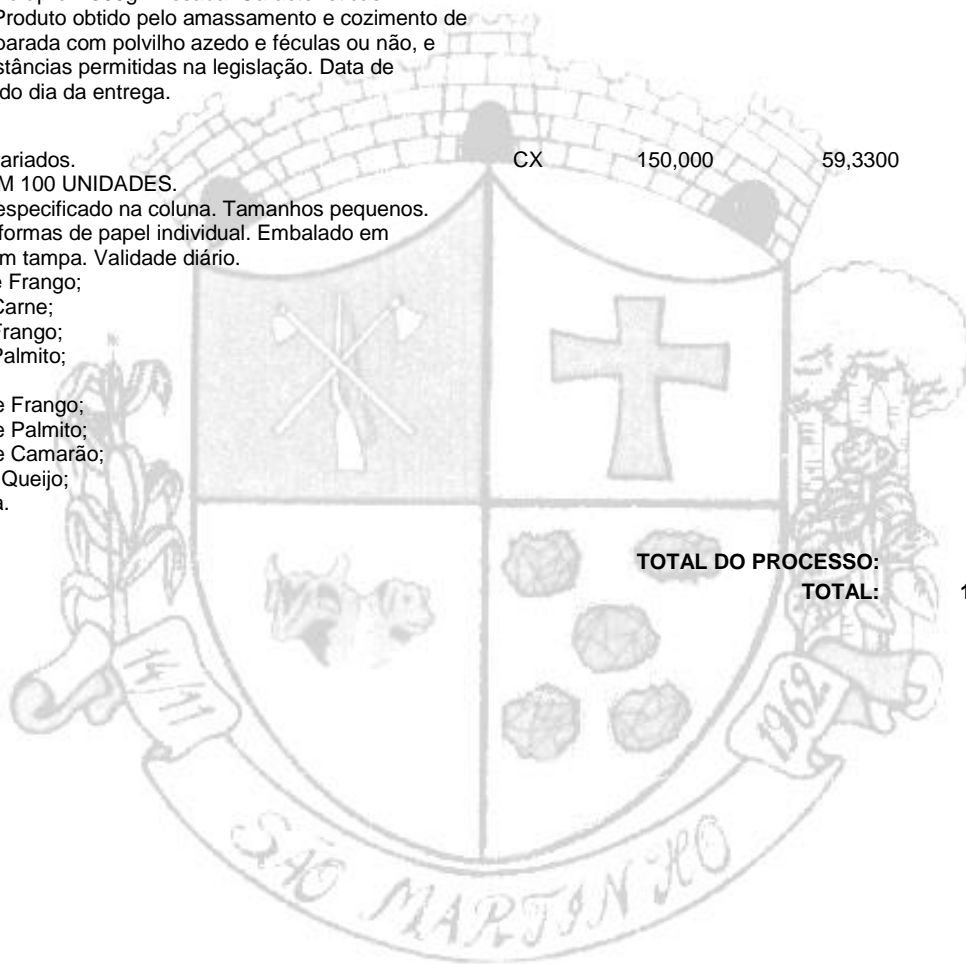 Produto obtido pelo amassamento e cozimento de
parada com polvilho azedo e féculas ou não, e
stâncias permitidas na legislação. Data de
do dia da entrega.
ariados. CX 150,000 59,3300
M 100 UNIDADES.
especificado na coluna. Tamanhos pequenos.
formas de papel individual. Embalado em
m tampa. Validade diário.
e Frango;
Carne;
Frango;
Palmito;
e Frango;
e Palmito;
e Camarão;
Queijo;
a.
TOTAL DO PROCESSO:
TOTAL: 1
14/11
1962
SÃO MARTINHO